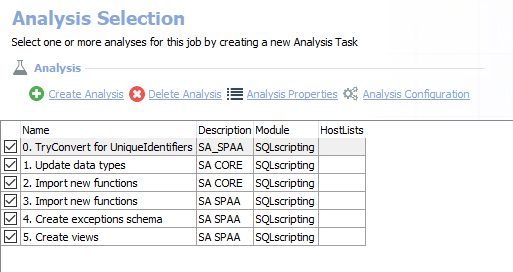 Analysis Selection
Select one or more analyses for this job by creating a new Analysis Task
Analysis
Create Analysis Delete Analysis Analysis Properties Analysis Configuration
Name Description Module HostLists
0. TryConvert for UniqueIdentifiers SA_SPAA SQLscripting
1. Update data types SA CORE SQLscripting
2. Import new functions SA CORE SQLscripting
3. Import new functions SA SPAA SQLscripting
4. Create exceptions schema SA SPAA SQLscripting
5. Create views SA SPAA SQLscripting